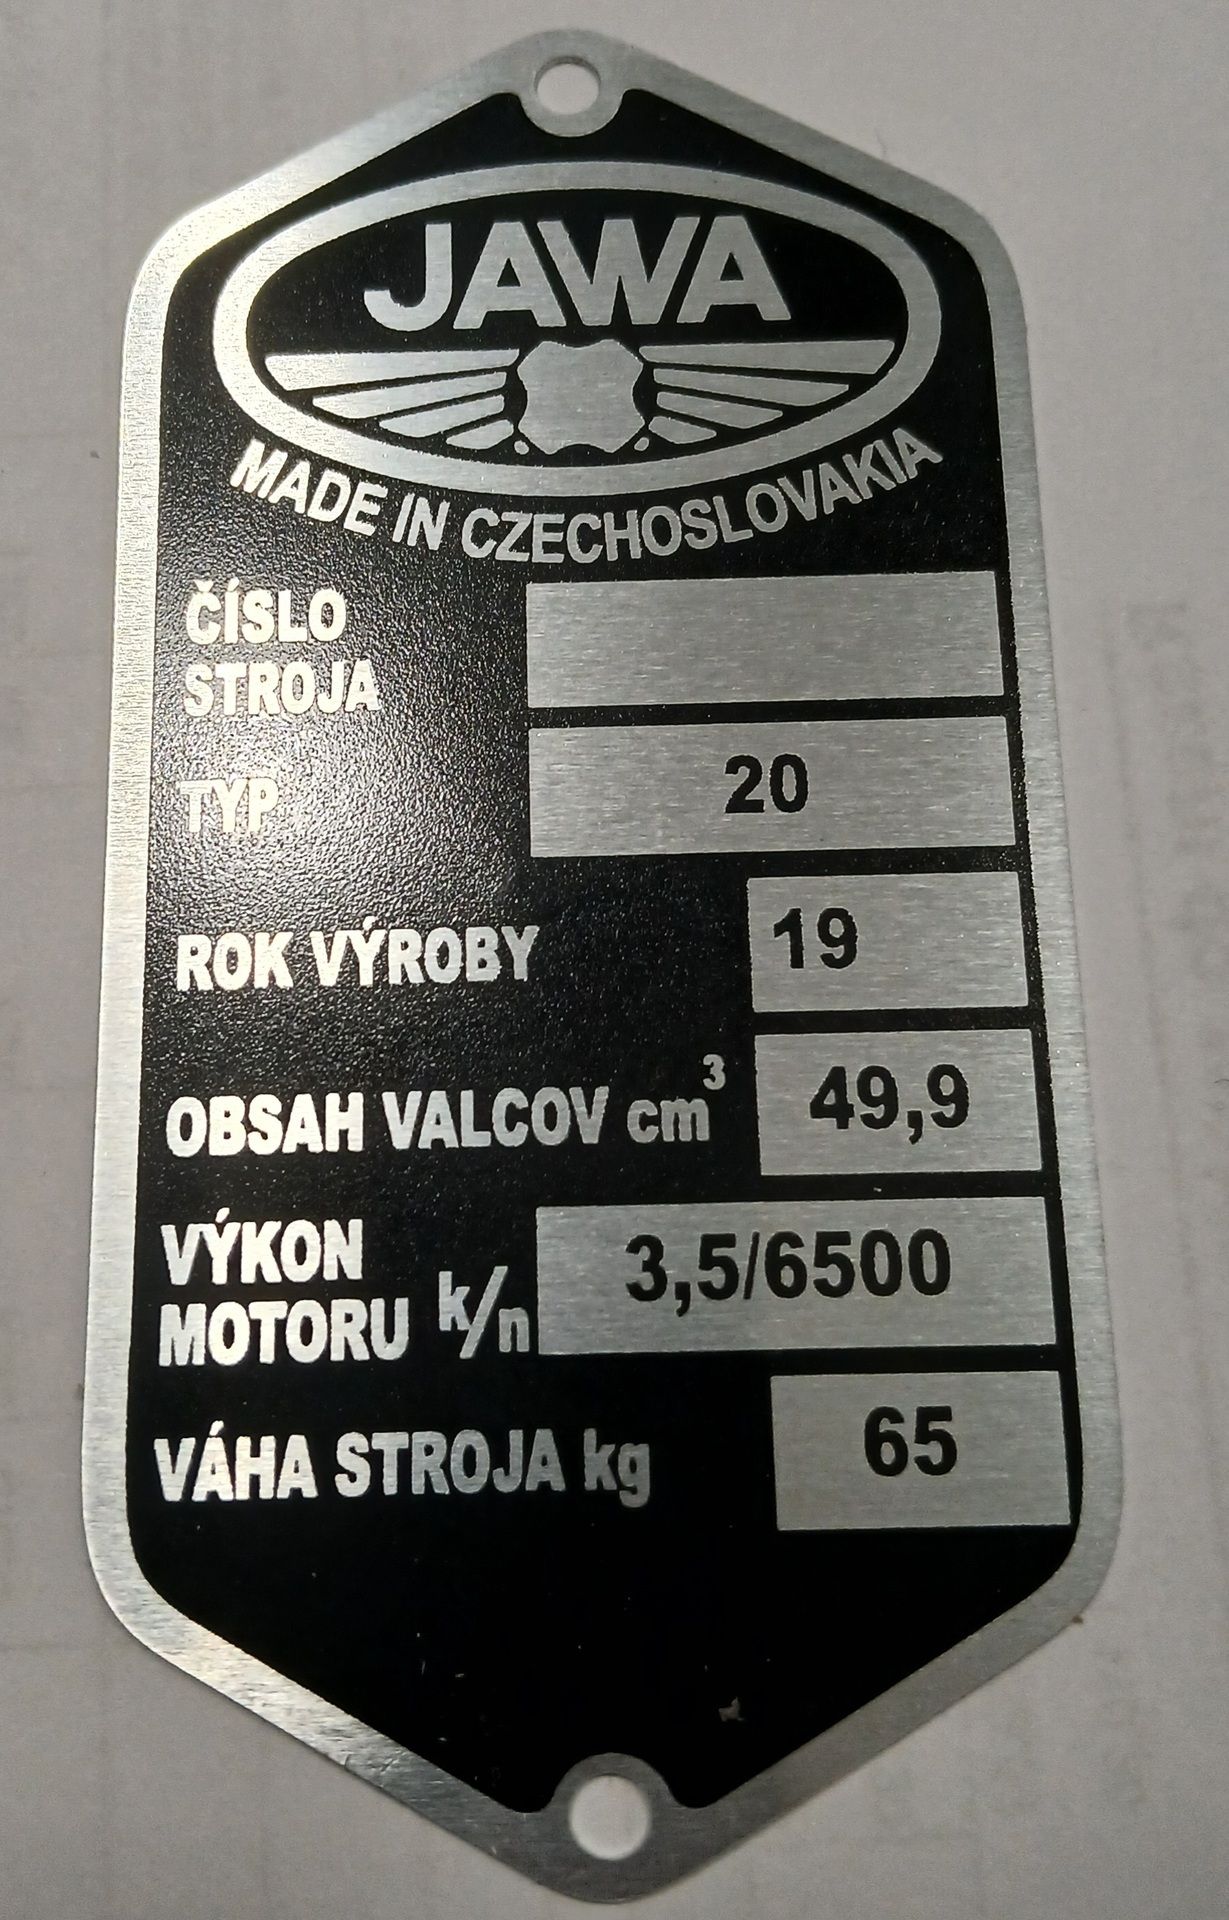 JAWA
MADE IN CZECHOSLOVAKIA
ČÍSLO
STROJA
TYP 20
ROK VÝROBY 19
OBSAH VALCOV cm³ 49,9
VÝKON
MOTORU k/n 3,5/6500
VÁHA STROJA kg 65